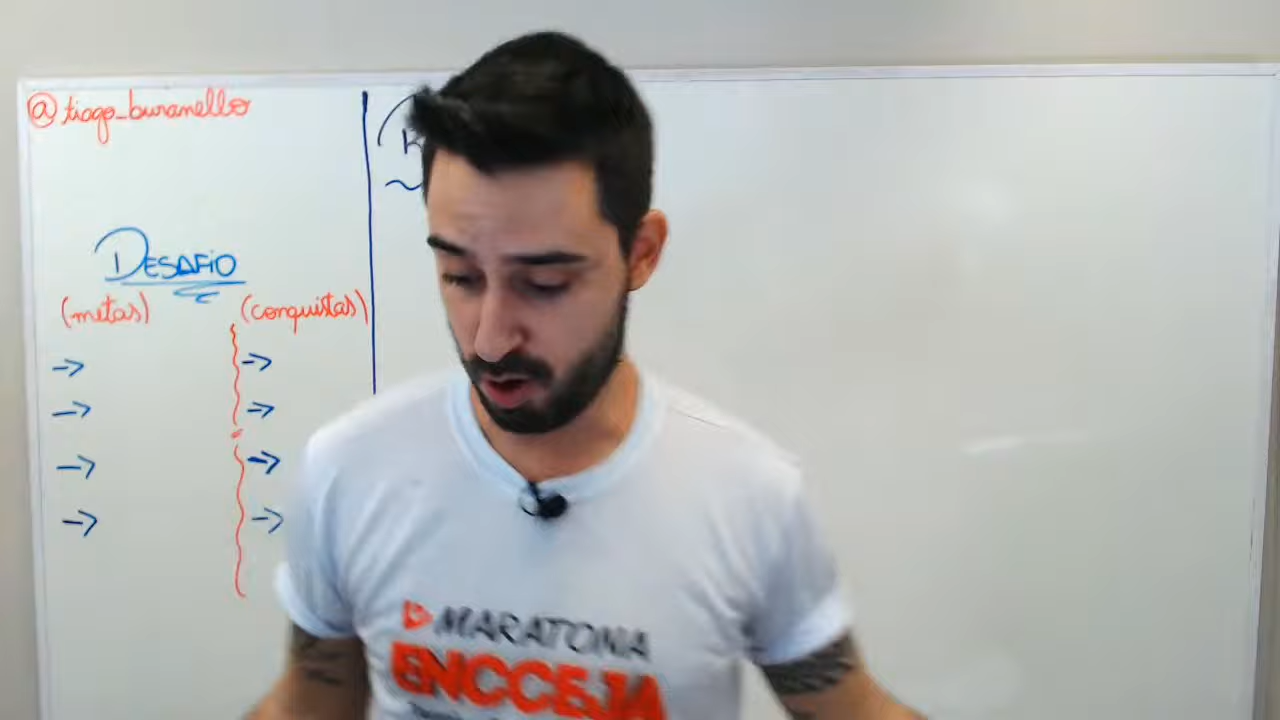 @tiago_buranello
DESAFIO
(metas)
(conquistas)
MARATONA
ENCCEJA